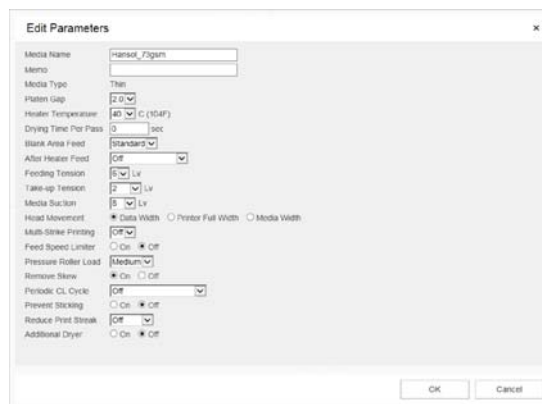 Edit Parameters ×
Media Name Hansol_73gsm
Memo
Media Type Thin
Platen Gap 2.0
Heater Temperature 40 C (104F)
Drying Time Per Pass 0 sec
Blank Area Feed Standard
After Heater Feed Off
Feeding Tension 6 Lv
Take-up Tension 2 Lv
Media Suction 8 Lv
Head Movement Data Width Printer Full Width Media Width
Multi-Strike Printing Off
Feed Speed Limiter On Off
Pressure Roller Load Medium
Remove Skew On Off
Periodic CL Cycle Off
Prevent Sticking On Off
Reduce Print Streak Off
Additional Dryer On Off
OK Cancel